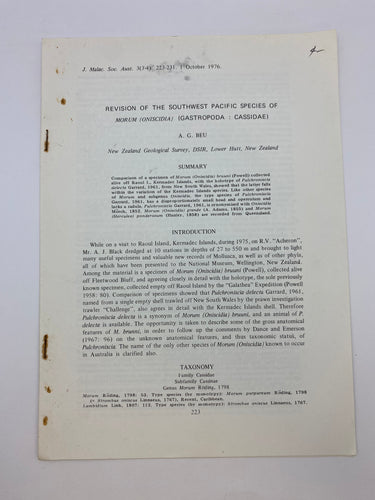 4-
J. Malac. Soc. Aust. 3(3-4): 223-231. 1 October 1976.
REVISION OF THE SOUTHWEST PACIFIC SPECIES OF
MORUM (ONISCIDIA) (GASTROPODA : CASSIDAE)
A. G. BEU
New Zealand Geological Survey, DSIR, Lower Hutt, New Zealand
SUMMARY
Comparison of a specimen of Morum (Oniscidia) bruuni (Powell) collected
alive off Raoul I., Kermadec Islands, with the holotype of Pulchroniscia
delecta Garrard, 1961, from New South Wales, showed that the latter falls
within the variation of the Kermadec Islands species. Like other species
of Morum and subgenus Oniscidia, the type species of Pulchroniscia
Garrard, 1961, has a disproportionately small hood and operculum and
lacks a radula. Pulchroniscia Garrard, 1961, is synonymised with Oniscidia
Mörch, 1852. Morum (Oniscidia) grande (A. Adams, 1855) and Morum
(Herculea) ponderosum (Hanley, 1858) are recorded from Queensland.
INTRODUCTION
While on a visit to Raoul Island, Kermadec Islands, during 1975, on R.V. "Acheron",
Mr. A. J. Black dredged at 10 stations in depths of 27 to 550 m and brought to light
many useful specimens and valuable new records of Mollusca, as well as of other phyla,
all of which have been presented to the National Museum, Wellington, New Zealand.
Among the material is a specimen of Morum (Oniscidia) bruuni (Powell), collected alive
off Fleetwood Bluff, and agreeing closely in detail with the holotype, the sole previously
known specimen, collected empty off Raoul Island by the "Galathea" Expedition (Powell
1958: 80). Comparison of specimens showed that Pulchroniscia delecta Garrard, 1961,
named from a single empty shell trawled off New South Wales by the prawn investigation
trawler "Challenge", also agrees in detail with the Kermadec Islands shell. Therefore
Pulchroniscia delecta is a synonym of Morum (Oniscidia) bruuni, and an animal of P.
delecta is available. The opportunity is taken to describe some of the gross anatomical
features of M. bruuni, in order to follow up the comments by Dance and Emerson
(1967: 96) on the unknown anatomical features, and thus taxonomic status, of
Pulchroniscia. The name of the only other species of Morum (Oniscidia) known to occur
in Australia is clarified also.
TAXONOMY
Family Cassidae
Subfamily Cassinae
Genus Morum Röding, 1798
Morum Röding, 1798: 53. Type species (by monotypy): Morum purpureum Röding, 1798
(= Strombus oniscus Linnaeus, 1767), Recent, Caribbean.
Lambidium Link, 1807: 112. Type species (by monotypy): Strombus oniscus Linnaeus, 1767.
223